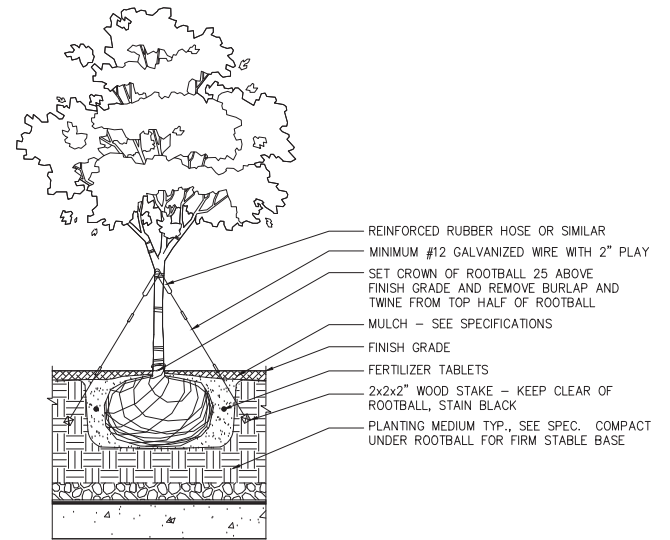 REINFORCED RUBBER HOSE OR SIMILAR
MINIMUM #12 GALVANIZED WIRE WITH 2" PLAY
SET CROWN OF ROOTBALL 25 ABOVE
FINISH GRADE AND REMOVE BURLAP AND
TWINE FROM TOP HALF OF ROOTBALL
MULCH – SEE SPECIFICATIONS
FINISH GRADE
FERTILIZER TABLETS
2x2x2" WOOD STAKE – KEEP CLEAR OF
ROOTBALL, STAIN BLACK
PLANTING MEDIUM TYP., SEE SPEC. COMPACT
UNDER ROOTBALL FOR FIRM STABLE BASE